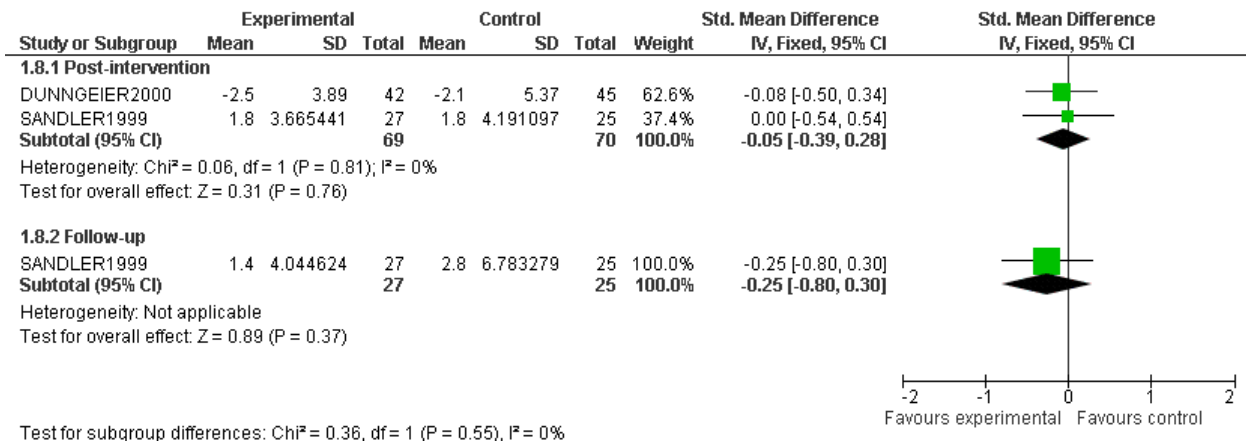 Experimental Control Std. Mean Difference Std. Mean Difference
Study or Subgroup Mean SD Total Mean SD Total Weight IV, Fixed, 95% CI IV, Fixed, 95% CI
1.8.1 Post-intervention
DUNNGEIER2000 -2.5 3.89 42 -2.1 5.37 45 62.6% -0.08 [-0.50, 0.34]
SANDLER1999 1.8 3.665441 27 1.8 4.191097 25 37.4% 0.00 [-0.54, 0.54]
Subtotal (95% CI) 69 70 100.0% -0.05 [-0.39, 0.28]
Heterogeneity: Chi² = 0.06, df = 1 (P = 0.81); I² = 0%
Test for overall effect: Z = 0.31 (P = 0.76)
1.8.2 Follow-up
SANDLER1999 1.4 4.044624 27 2.8 6.783279 25 100.0% -0.25 [-0.80, 0.30]
Subtotal (95% CI) 27 25 100.0% -0.25 [-0.80, 0.30]
Heterogeneity: Not applicable
Test for overall effect: Z = 0.89 (P = 0.37)
-2 -1 0 1 2
Favours experimental Favours control
Test for subgroup differences: Chi² = 0.36, df = 1 (P = 0.55), I² = 0%